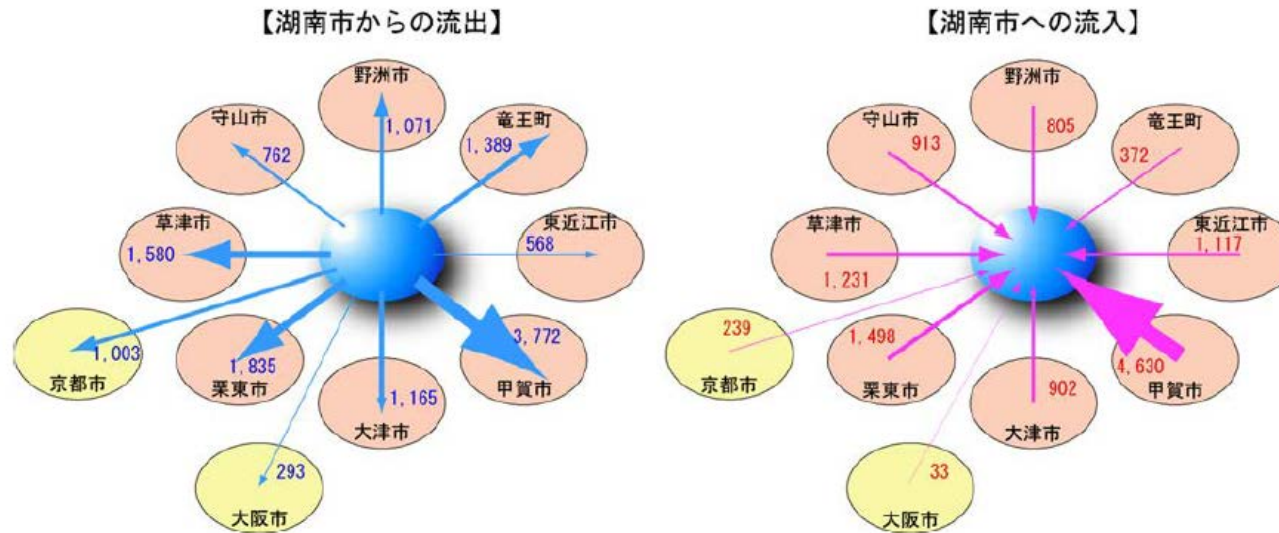 【湖南市からの流出】
野洲市
1,071
守山市
762
竜王町
1,389
草津市
1,580
東近江市
568
京都市
1,003
栗東市
1,835
大津市
1,165
甲賀市
3,772
大阪市
293
【湖南市への流入】
野洲市
805
守山市
913
竜王町
372
草津市
1,231
東近江市
1,117
京都市
239
栗東市
1,498
大津市
902
甲賀市
4,630
大阪市
33